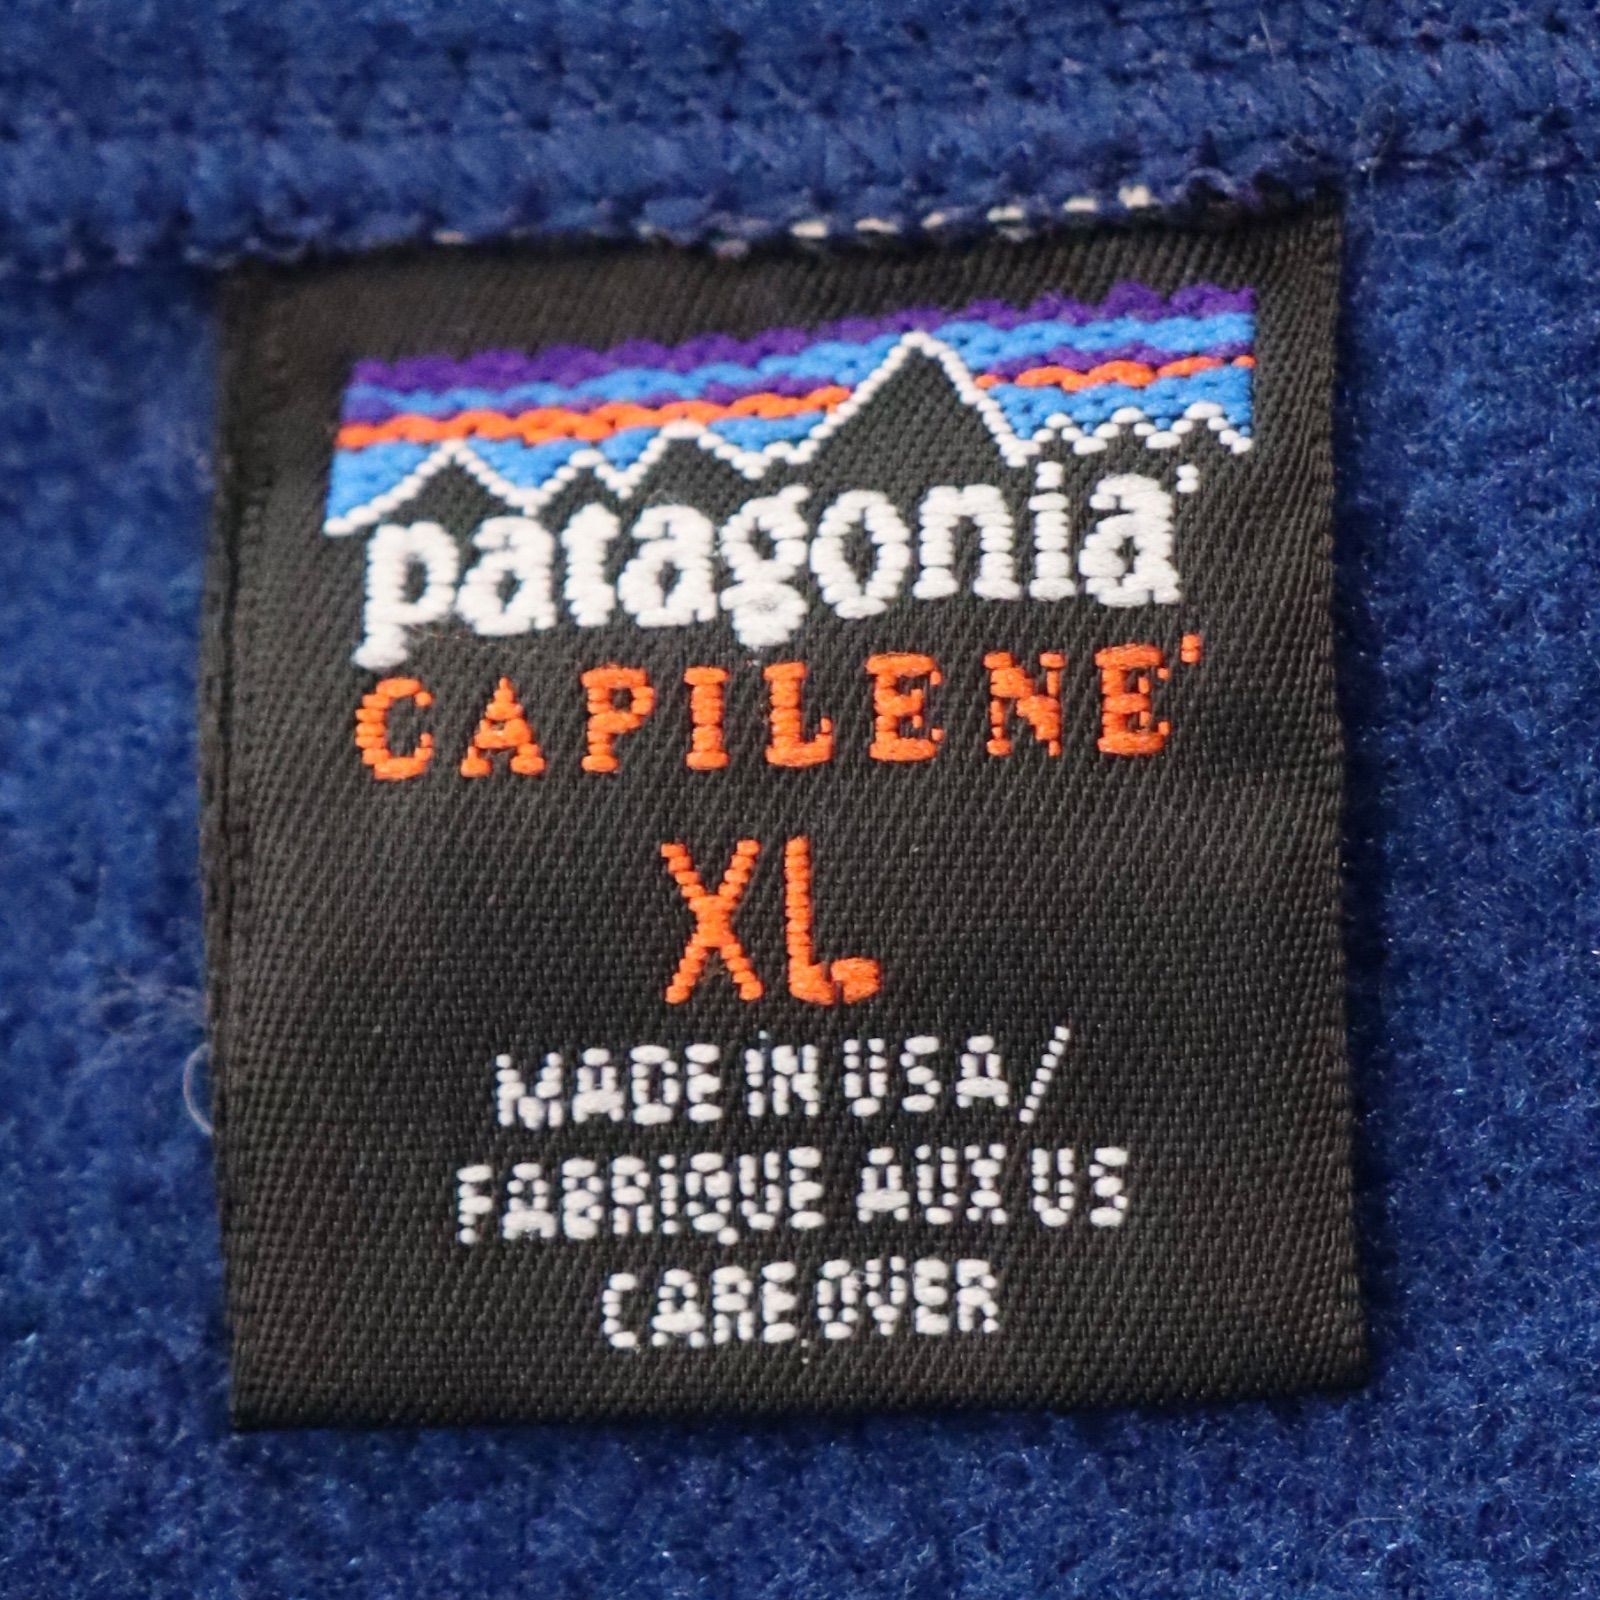 patagonia
CAPILENE
XL
MADE IN USA/
FABRIQUE AUX US
CARE OVER